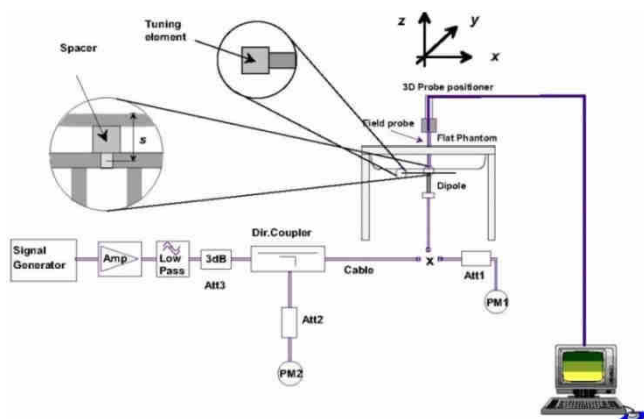 Tuning
element
z
y
x
Spacer
3D Probe positioner
Field probe
Flat Phantom
s
Dipole
Signal
Generator
Amp
Low
Pass
3dB
Att3
Dir.Coupler
Cable
x
Att1
PM1
Att2
PM2